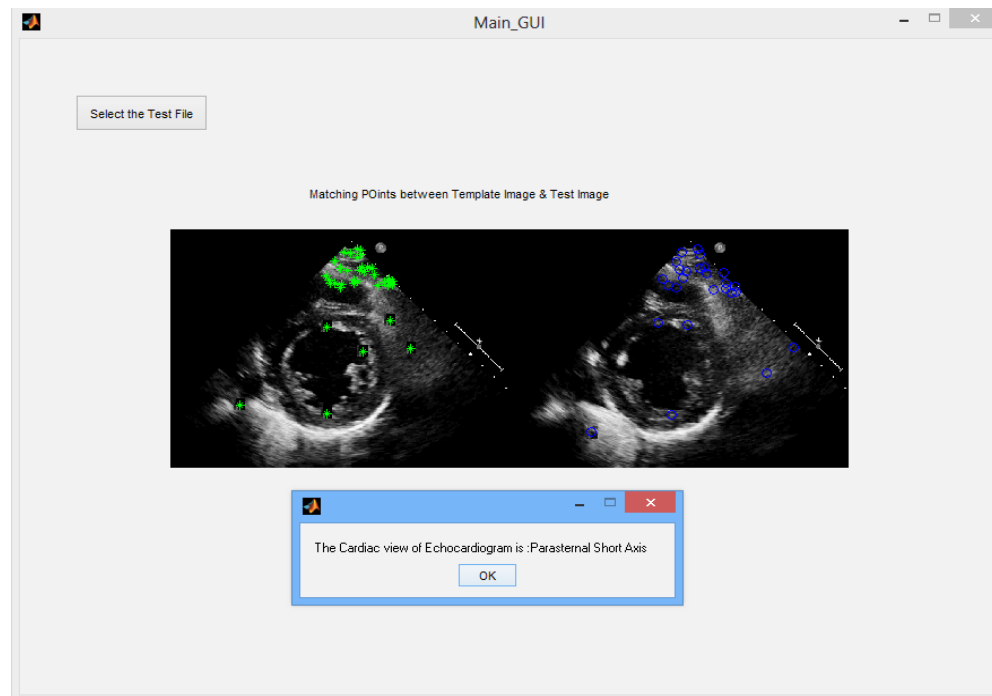 Main_GUI
Select the Test File
Matching POints between Template Image & Test Image
The Cardiac view of Echocardiogram is :Parasternal Short Axis
OK